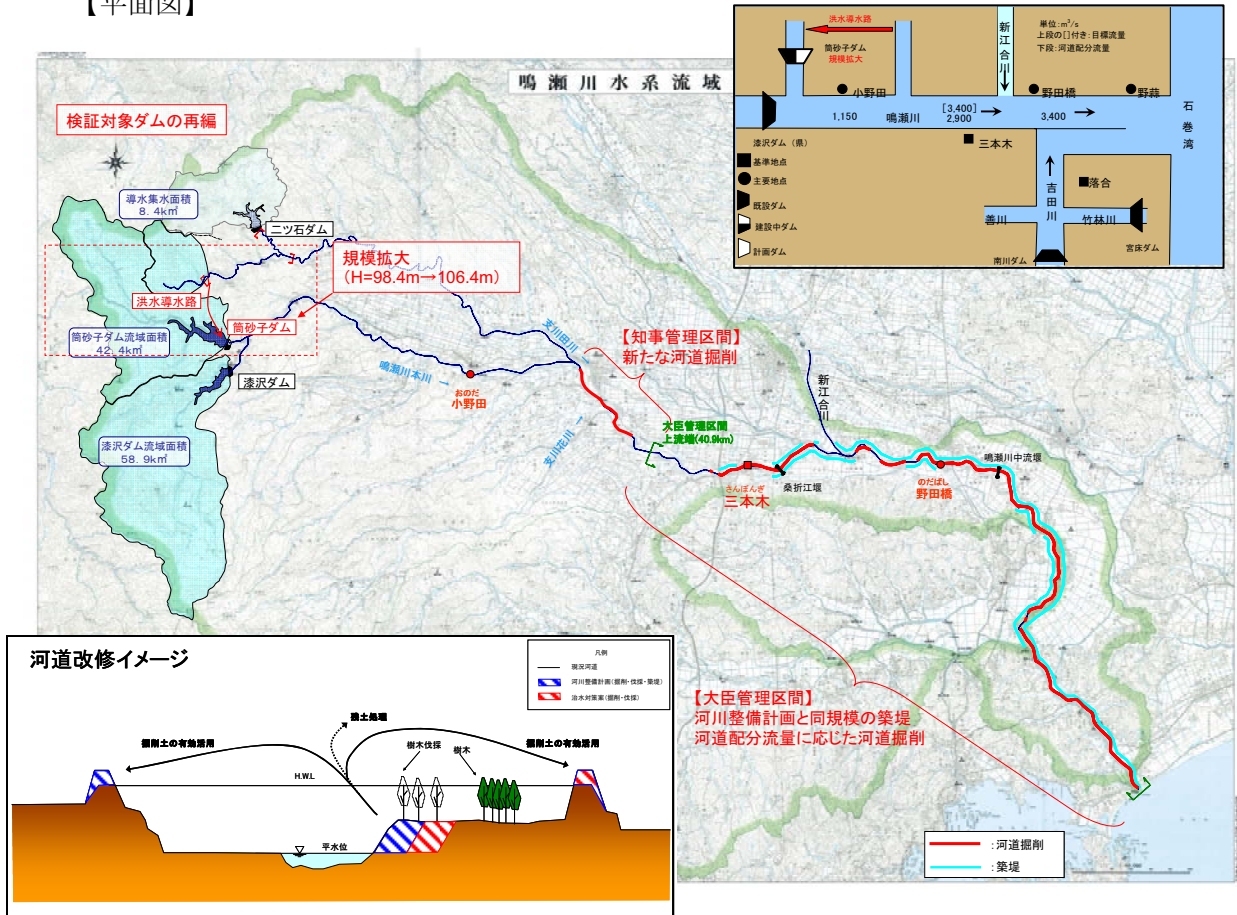 【平面図】
鳴瀬川水系流域
検証対象ダムの再編
導水集水面積
8.4km²
二ツ石ダム
規模拡大
(H=98.4m→106.4m)
洪水導水路
筒砂子ダム
筒砂子ダム流域面積
42.4km²
漆沢ダム
漆沢ダム流域面積
58.9km²
鳴瀬川本川 →
おのだ
小野田
支川田川 →
支川花川 →
【知事管理区間】
新たな河道掘削
大臣管理区間
上流端(40.9km)
新江合川
さんぼんぎ
三本木
桑折江堰
のだばし
野田橋
鳴瀬川中流堰
【大臣管理区間】
河川整備計画と同規模の築堤
河道配分流量に応じた河道掘削
:河道掘削
:築堤
洪水導水路
筒砂子ダム
規模拡大
新江合川
単位:m³/s
上段の[]付き:目標流量
下段:河道配分流量
小野田
野田橋
野蒜
石巻湾
1,150
鳴瀬川
[3,400]
2,900
3,400
漆沢ダム(県)
三本木
基準地点
主要地点
既設ダム
建設中ダム
計画ダム
吉田川
落合
善川
竹林川
南川ダム
宮床ダム
河道改修イメージ
凡例
現況河道
河川整備計画(掘削・伐採・築堤)
治水対策案(掘削・伐採)
掘削土の有効活用
残土処理
樹木伐採
樹木
掘削土の有効活用
H.W.L
平水位